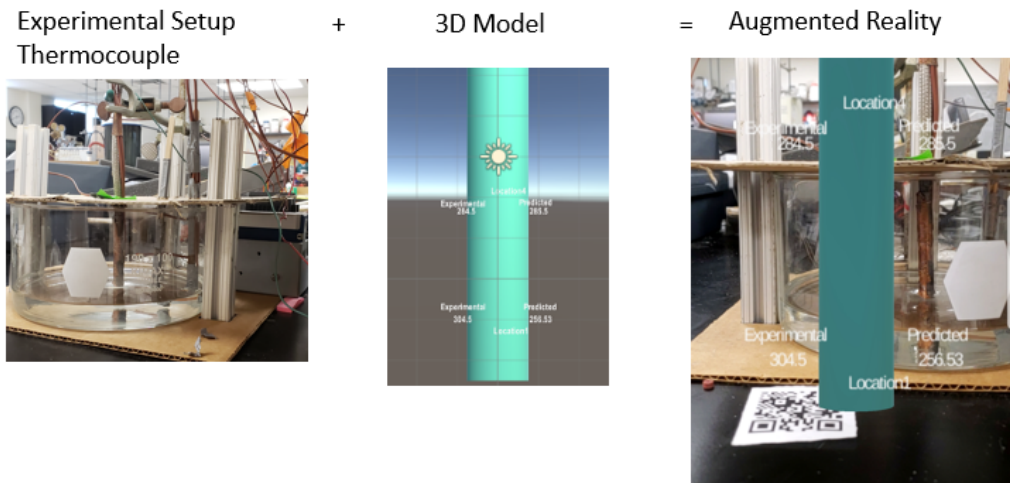 Experimental Setup
Thermocouple
+
3D Model
=
Augmented Reality
Location4
Experimental
Predicted
284.5
285.5
Experimental
Predicted
304.5
256.53
Location1
Location4
Experimental
Predicted
284.5
285.5
Experimental
Predicted
304.5
256.53
Location1